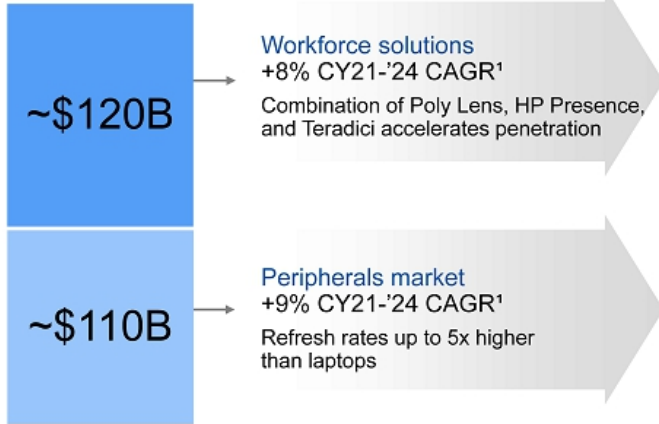 ~$120B
Workforce solutions
+8% CY21-’24 CAGR¹
Combination of Poly Lens, HP Presence,
and Teradici accelerates penetration
~$110B
Peripherals market
+9% CY21-’24 CAGR¹
Refresh rates up to 5x higher
than laptops